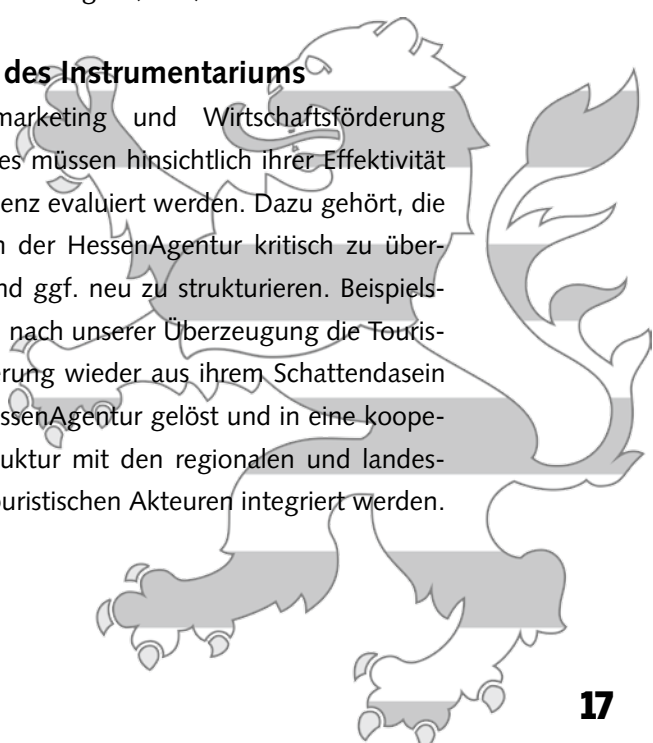 des Instrumentariums
marketing und Wirtschaftsförderung
es müssen hinsichtlich ihrer Effektivität
enz evaluiert werden. Dazu gehört, die
der HessenAgentur kritisch zu über-
nd ggf. neu zu strukturieren. Beispiels-
nach unserer Überzeugung die Touris-
erung wieder aus ihrem Schattendasein
ssenAgentur gelöst und in eine koope-
uktur mit den regionalen und landes-
ouristischen Akteuren integriert werden.
17